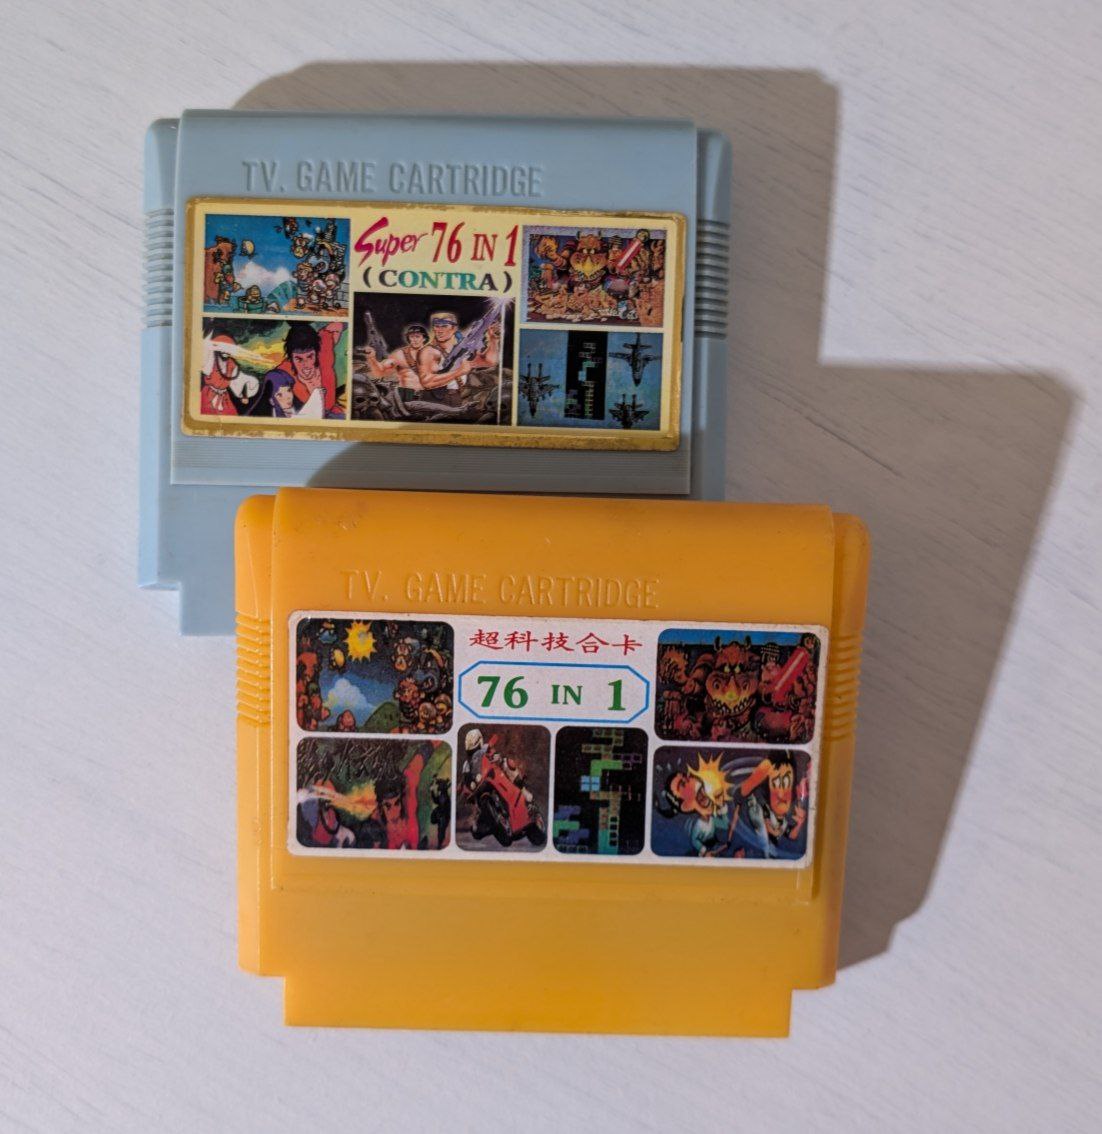 TV. GAME CARTRIDGE
Super 76 IN 1
(CONTRA)
TV. GAME CARTRIDGE
超科技合卡
76 IN 1